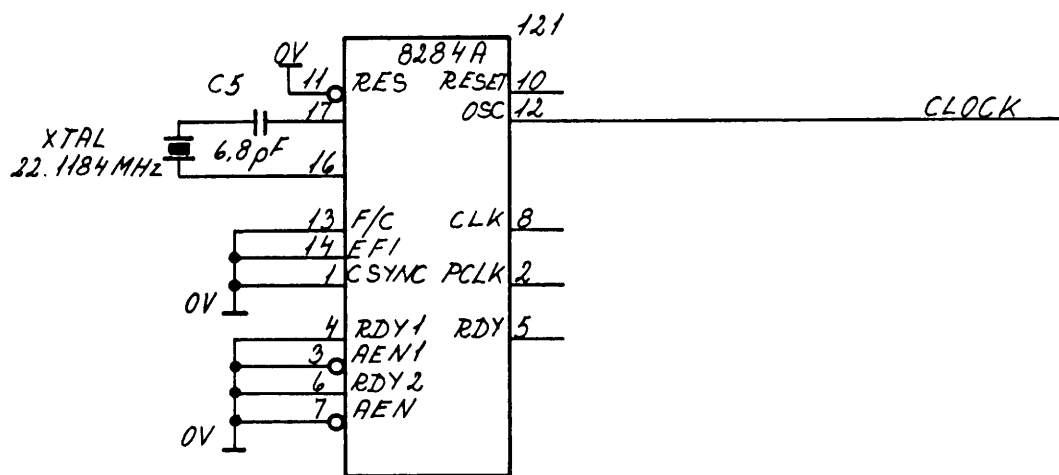 121
8284A
0V
11 RES RESET 10
C5
17 OSC 12 CLOCK
XTAL
22.1184MHz
6,8pF
16
13 F/C CLK 8
14 EFI
1 CSYNC PCLK 2
0V
4 RDY1 RDY 5
3 AEN1
6 RDY2
7 AEN
0V